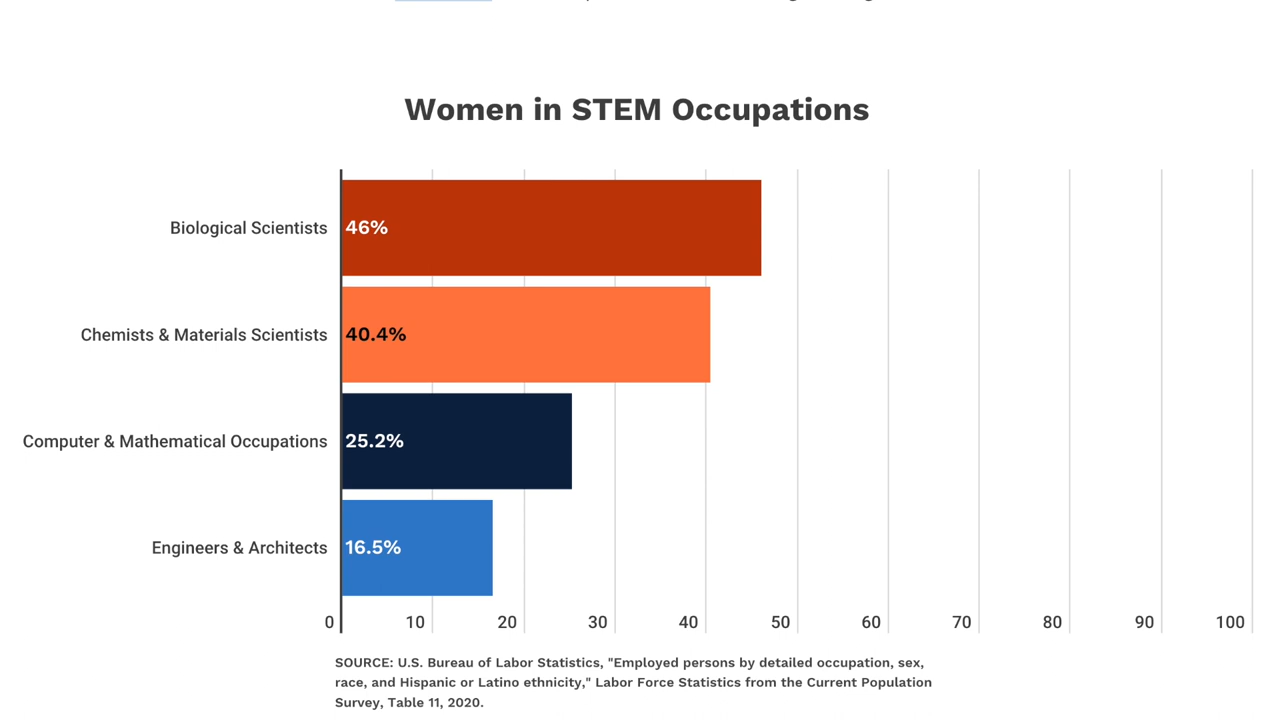 Women in STEM Occupations
Biological Scientists
46%
Chemists & Materials Scientists
40.4%
Computer & Mathematical Occupations
25.2%
Engineers & Architects
16.5%
0 10 20 30 40 50 60 70 80 90 100
SOURCE: U.S. Bureau of Labor Statistics, "Employed persons by detailed occupation, sex,
race, and Hispanic or Latino ethnicity," Labor Force Statistics from the Current Population
Survey, Table 11, 2020.